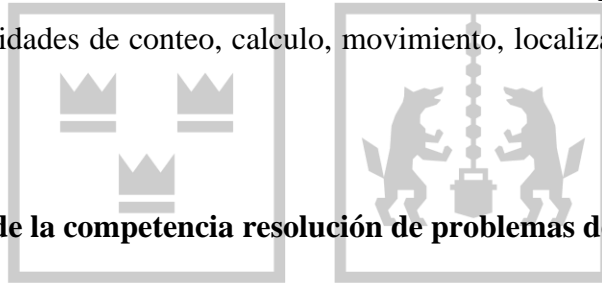 idades de conteo, calculo, movimiento, localiza
de la competencia resolución de problemas d